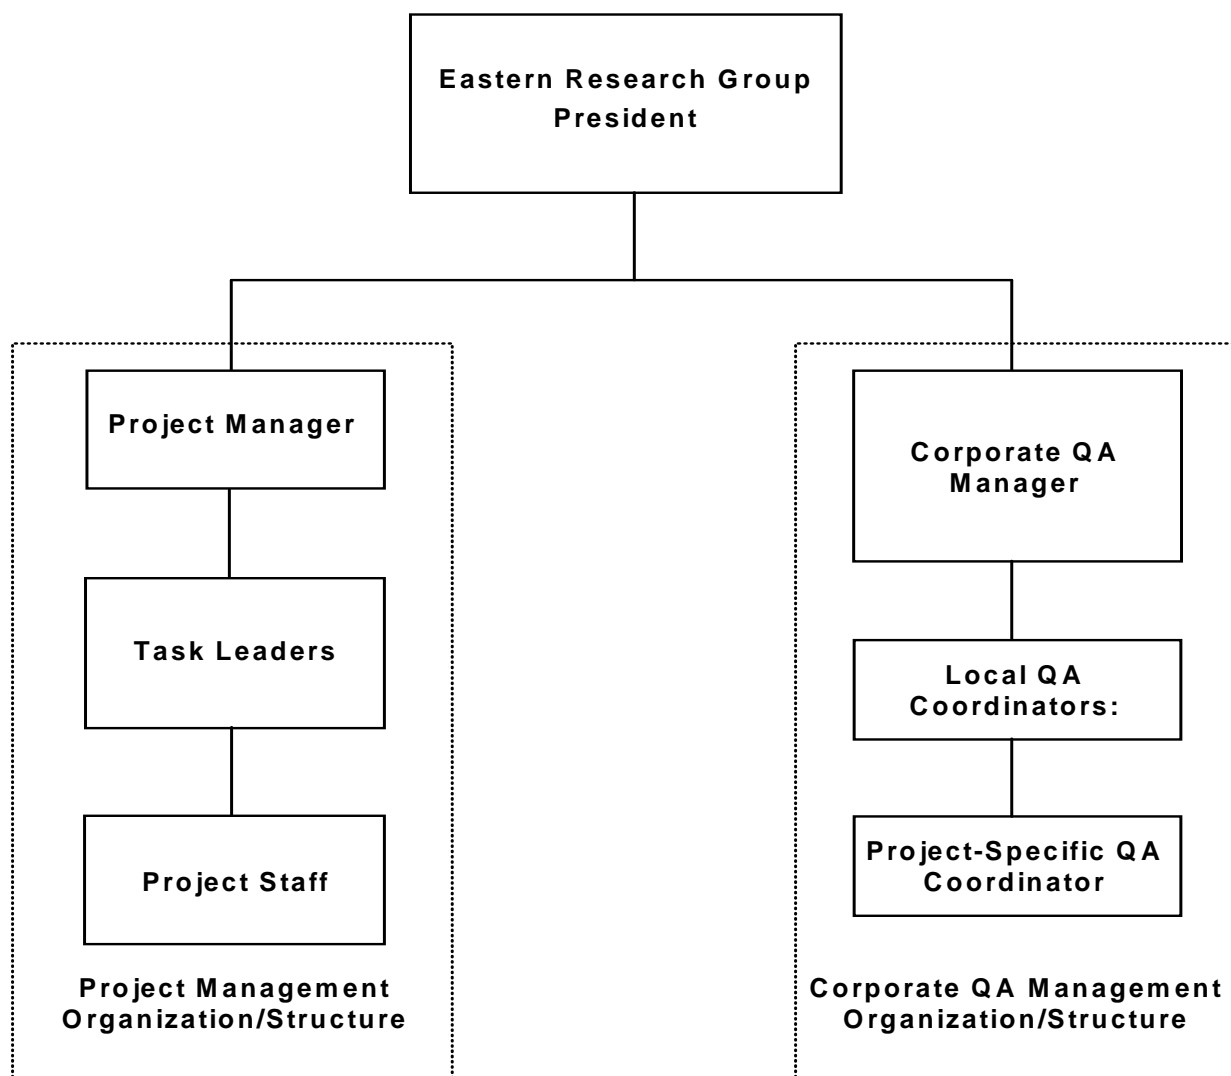 Eastern Research Group
President
Project Manager
Task Leaders
Project Staff
Project Management
Organization/Structure
Corporate QA
Manager
Local QA
Coordinators:
Project-Specific QA
Coordinator
Corporate QA Management
Organization/Structure